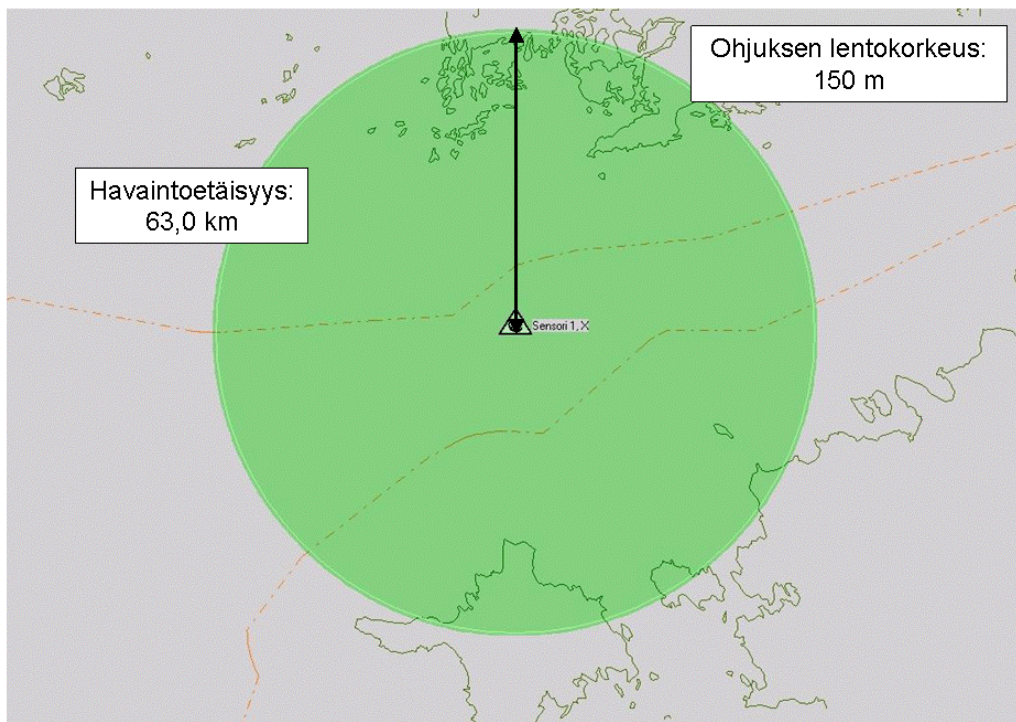 Ohjuksen lentokorkeus:
150 m
Havaintoetäisyys:
63,0 km
Sensori 1, X